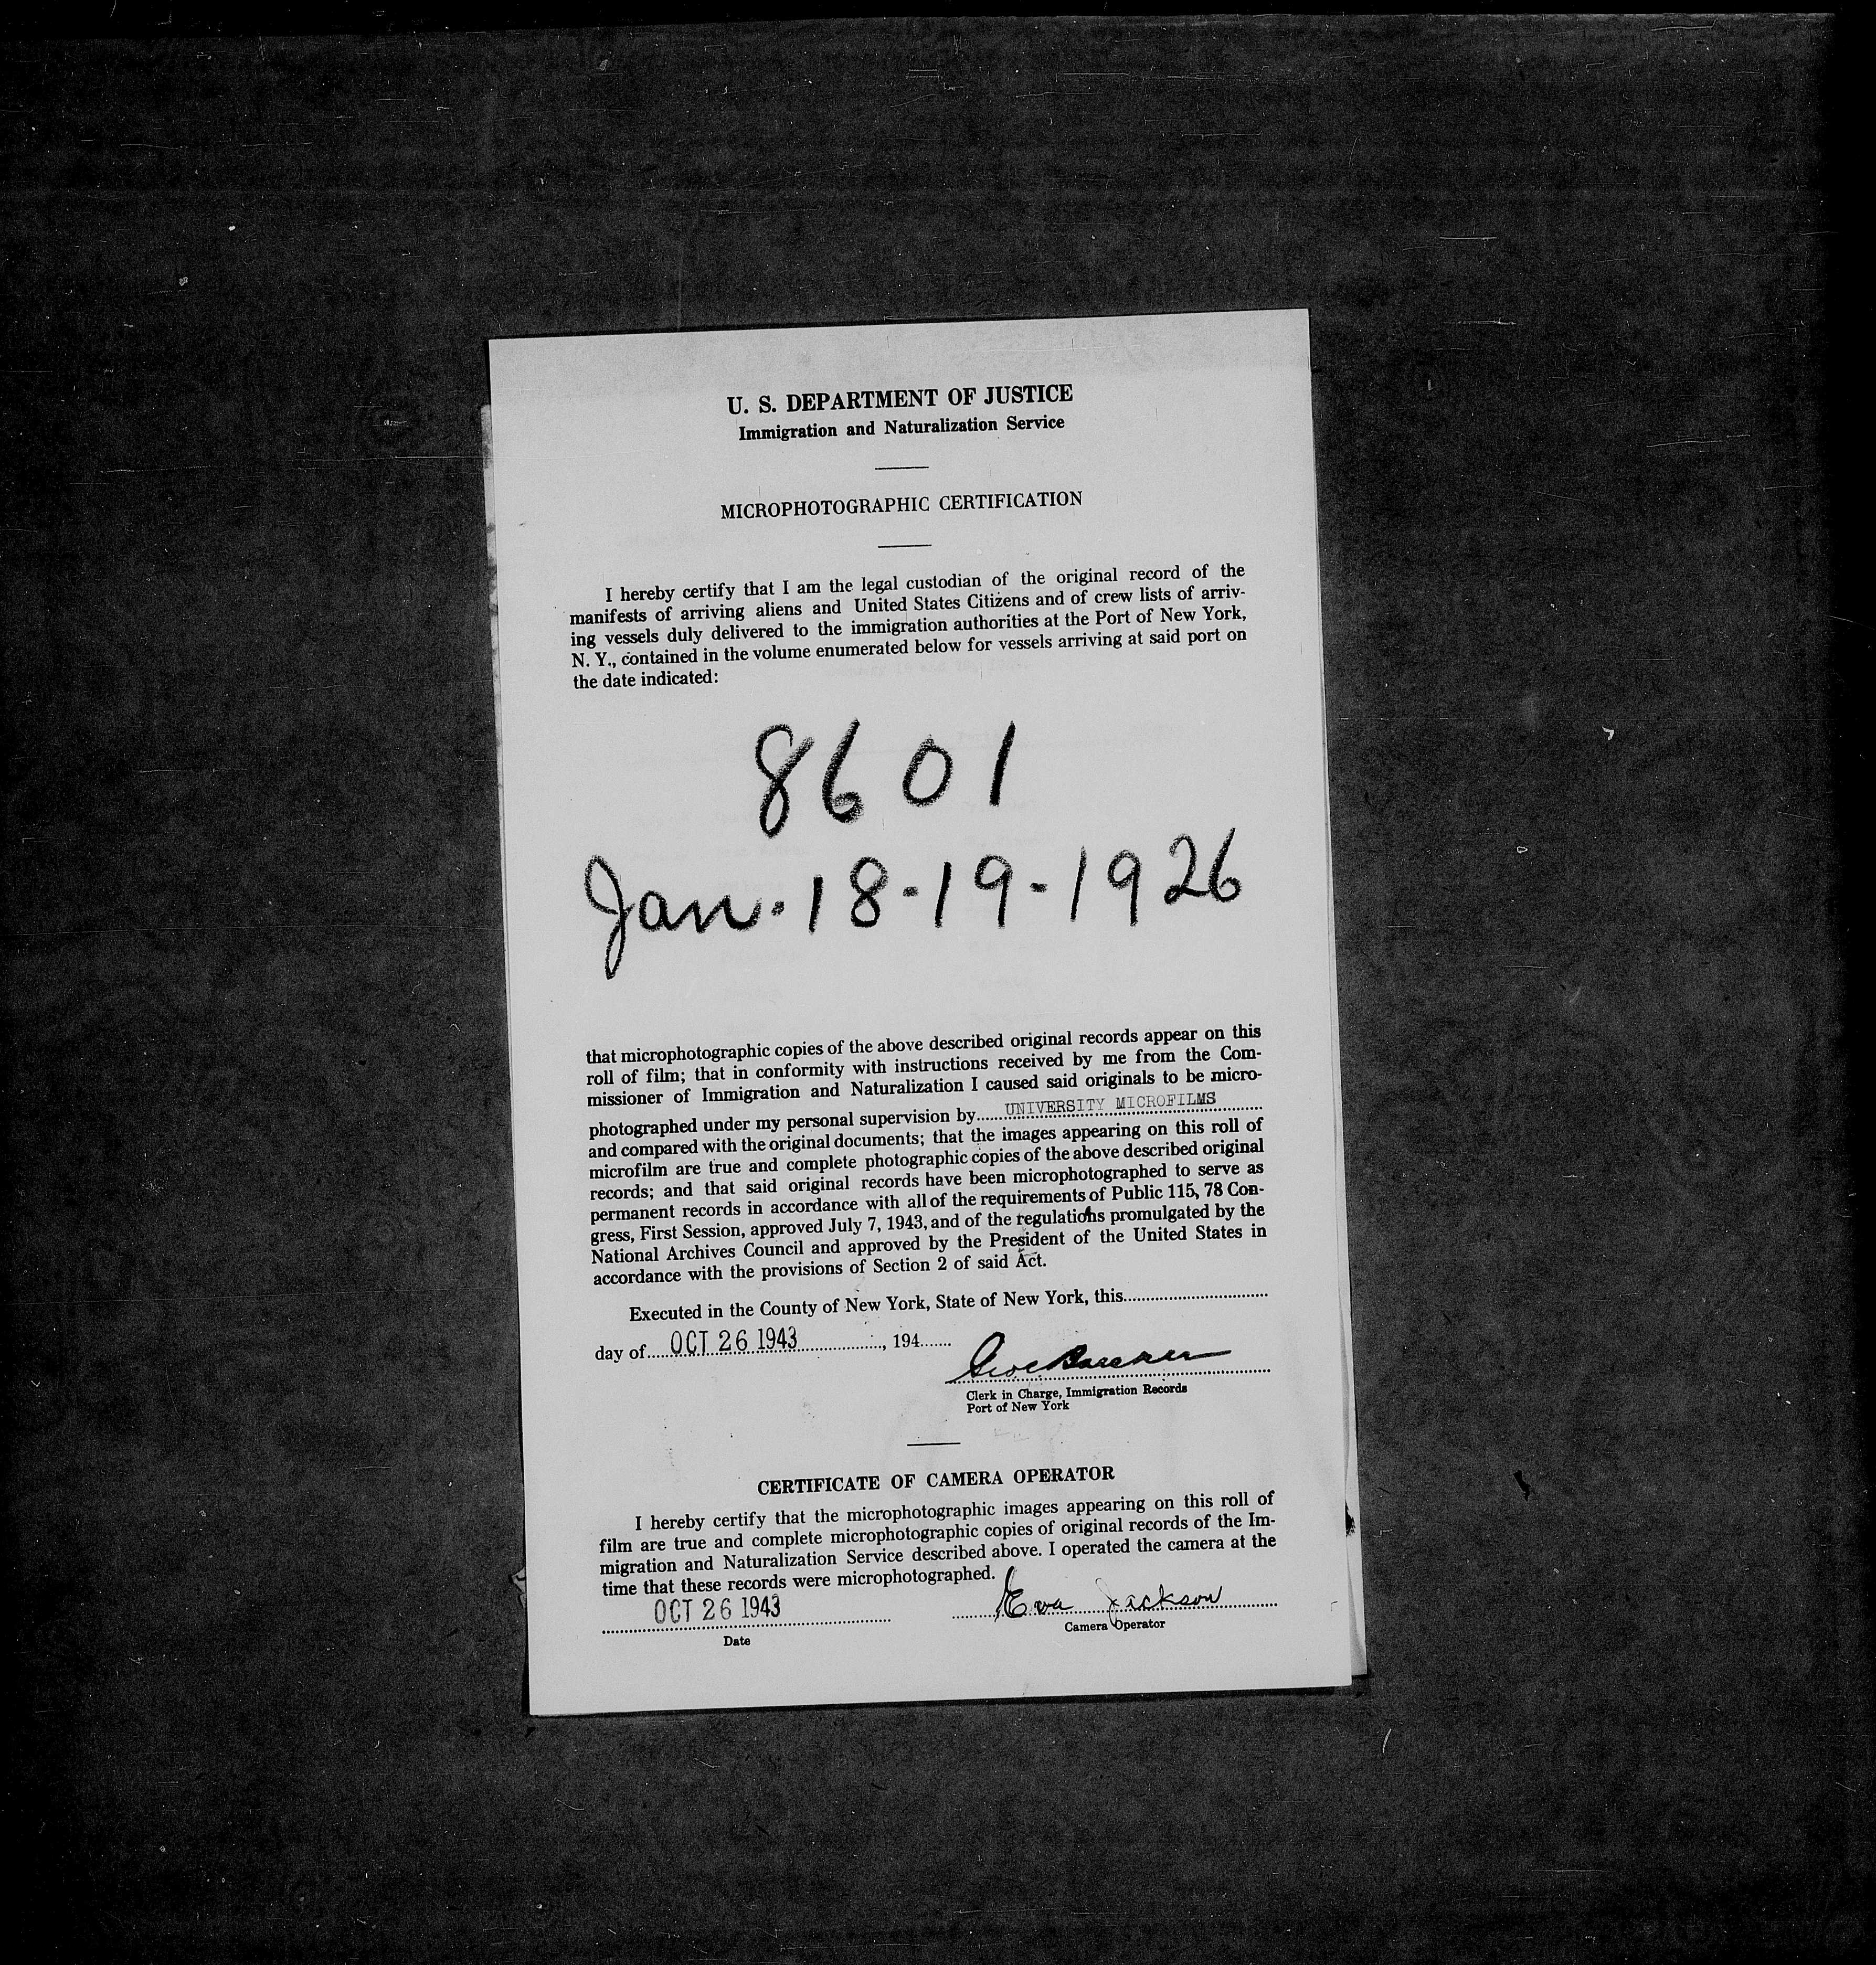 U. S. DEPARTMENT OF JUSTICE
Immigration and Naturalization Service
MICROPHOTOGRAPHIC CERTIFICATION
I hereby certify that I am the legal custodian of the original record of the
manifests of arriving aliens and United States Citizens and of crew lists of arriv-
ing vessels duly delivered to the immigration authorities at the Port of New York,
N. Y., contained in the volume enumerated below for vessels arriving at said port on
the date indicated:
8601
Jan. 18-19-1926
that microphotographic copies of the above described original records appear on this
roll of film; that in conformity with instructions received by me from the Com-
missioner of Immigration and Naturalization I caused said originals to be micro-
photographed under my personal supervision by UNIVERSITY MICROFILMS
and compared with the original documents; that the images appearing on this roll of
microfilm are true and complete photographic copies of the above described original
records; and that said original records have been microphotographed to serve as
permanent records in accordance with all of the requirements of Public 115, 78 Con-
gress, First Session, approved July 7, 1943, and of the regulations promulgated by the
National Archives Council and approved by the President of the United States in
accordance with the provisions of Section 2 of said Act.
Executed in the County of New York, State of New York, this
day of OCT 26 1943, 194
Clerk in Charge, Immigration Records
Port of New York
CERTIFICATE OF CAMERA OPERATOR
I hereby certify that the microphotographic images appearing on this roll of
film are true and complete microphotographic copies of original records of the Im-
migration and Naturalization Service described above. I operated the camera at the
time that these records were microphotographed.
OCT 26 1943 Eva Jackson
Date Camera Operator